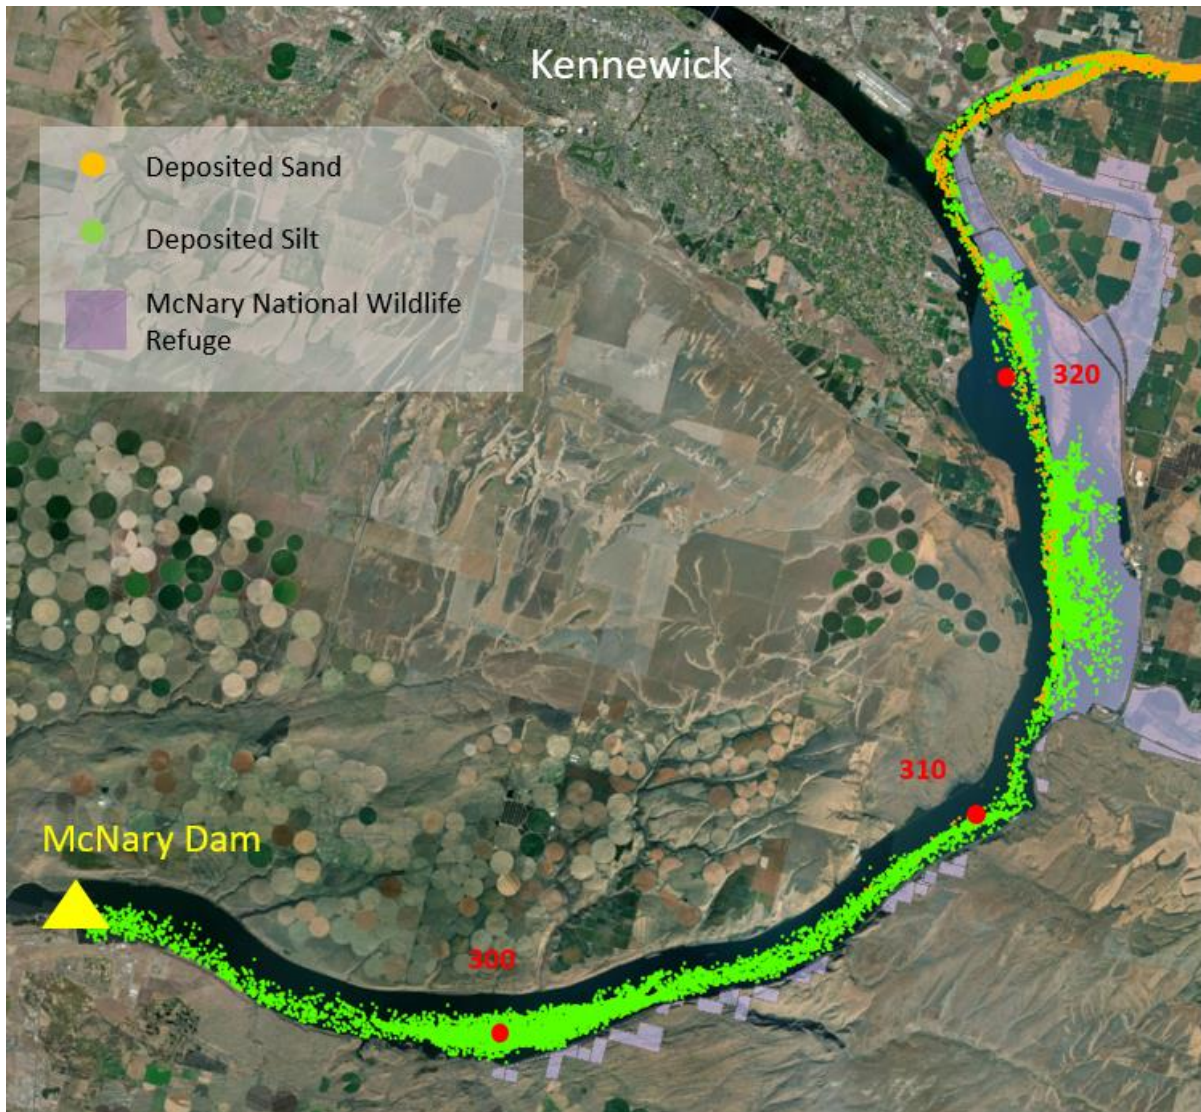 Kennewick
Deposited Sand
Deposited Silt
McNary National Wildlife
Refuge
320
310
McNary Dam
300